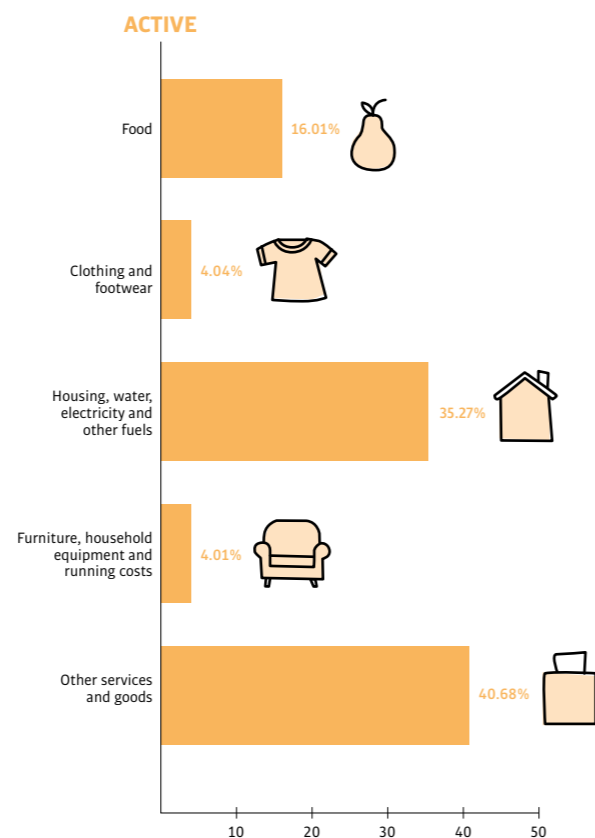 ACTIVE
Food
16.01%
Clothing and
footwear
4.04%
Housing, water,
electricity and
other fuels
35.27%
Furniture, household
equipment and
running costs
4.01%
Other services
and goods
40.68%
10 20 30 40 50